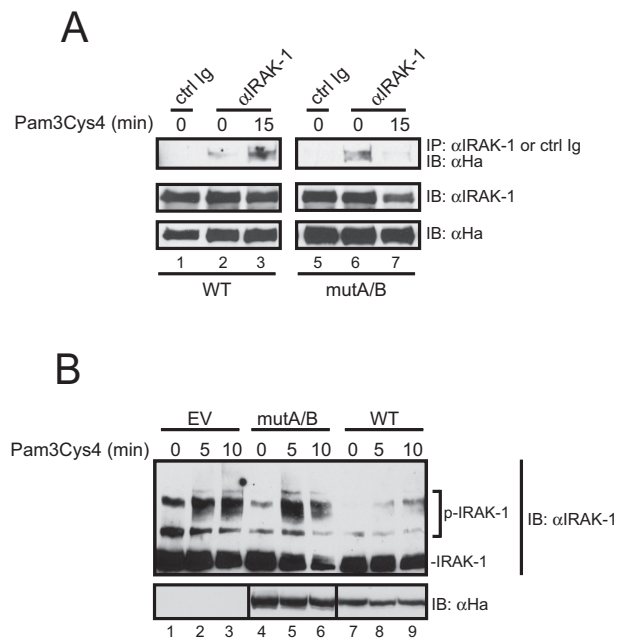 A
ctrl Ig αIRAK-1 ctrl Ig αIRAK-1
Pam3Cys4 (min) 0 0 15 0 0 15
IP: αIRAK-1 or ctrl Ig
IB: αHa
IB: αIRAK-1
IB: αHa
1 2 3 5 6 7
WT mutA/B
B
EV mutA/B WT
Pam3Cys4 (min) 0 5 10 0 5 10 0 5 10
p-IRAK-1
IB: αIRAK-1
-IRAK-1
IB: αHa
1 2 3 4 5 6 7 8 9